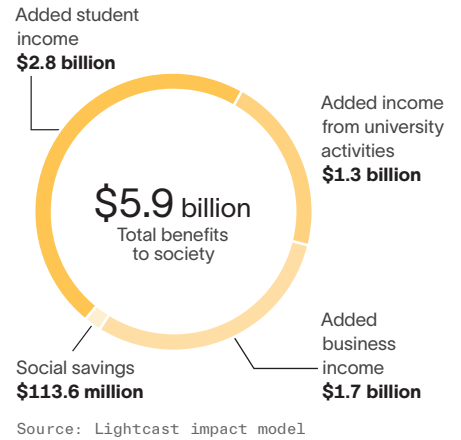 Added student
income
$2.8 billion
Added income
from university
activities
$1.3 billion
$5.9 billion
Total benefits
to society
Added
business
income
$1.7 billion
Social savings
$113.6 million
Source: Lightcast impact model